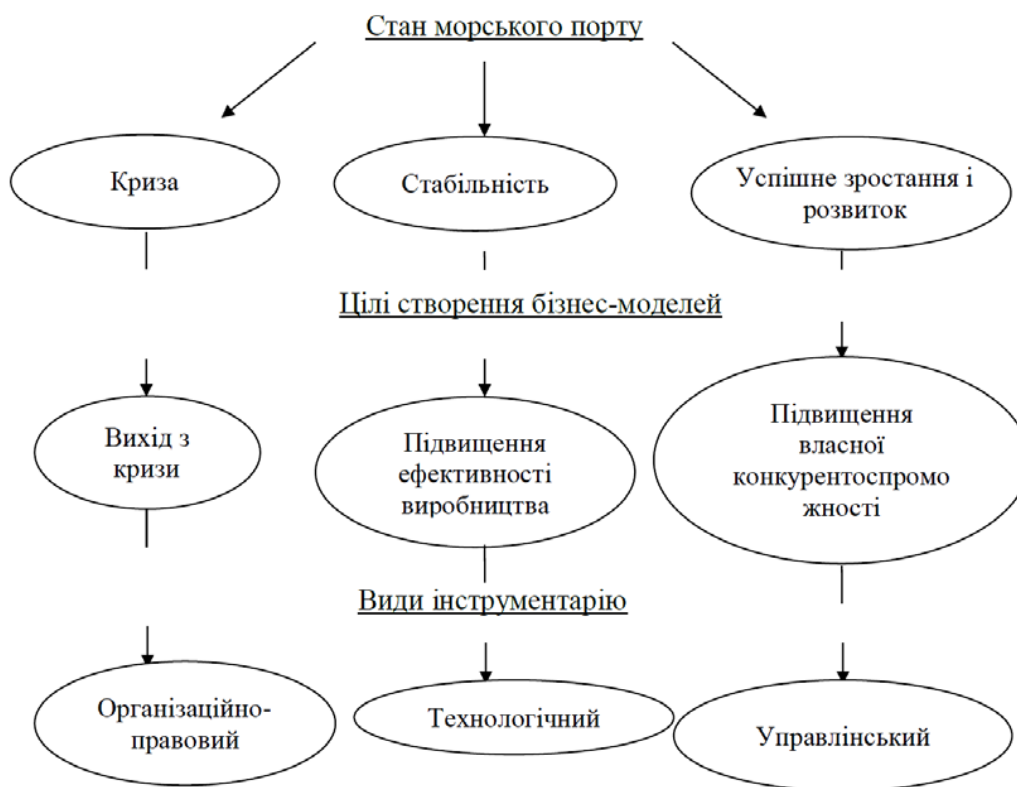 Стан морського порту
Криза
Стабільність
Успішне зростання і
розвиток
Цілі створення бізнес-моделей
Вихід з
кризи
Підвищення
ефективності
виробництва
Підвищення
власної
конкурентоспромо
жності
Види інструментарію
Організаційно-
правовий
Технологічний
Управлінський